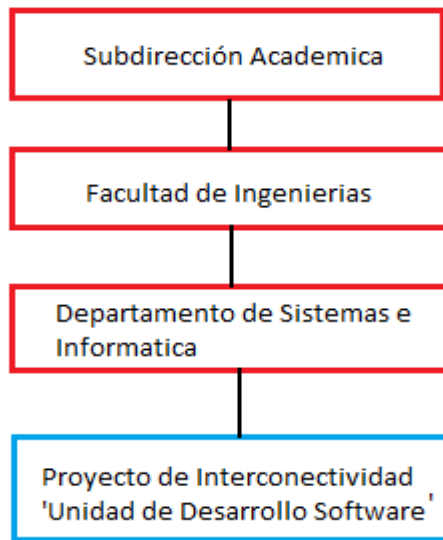 Subdirección Academica
Facultad de Ingenierias
Departamento de Sistemas e
Informatica
Proyecto de Interconectividad
'Unidad de Desarrollo Software'